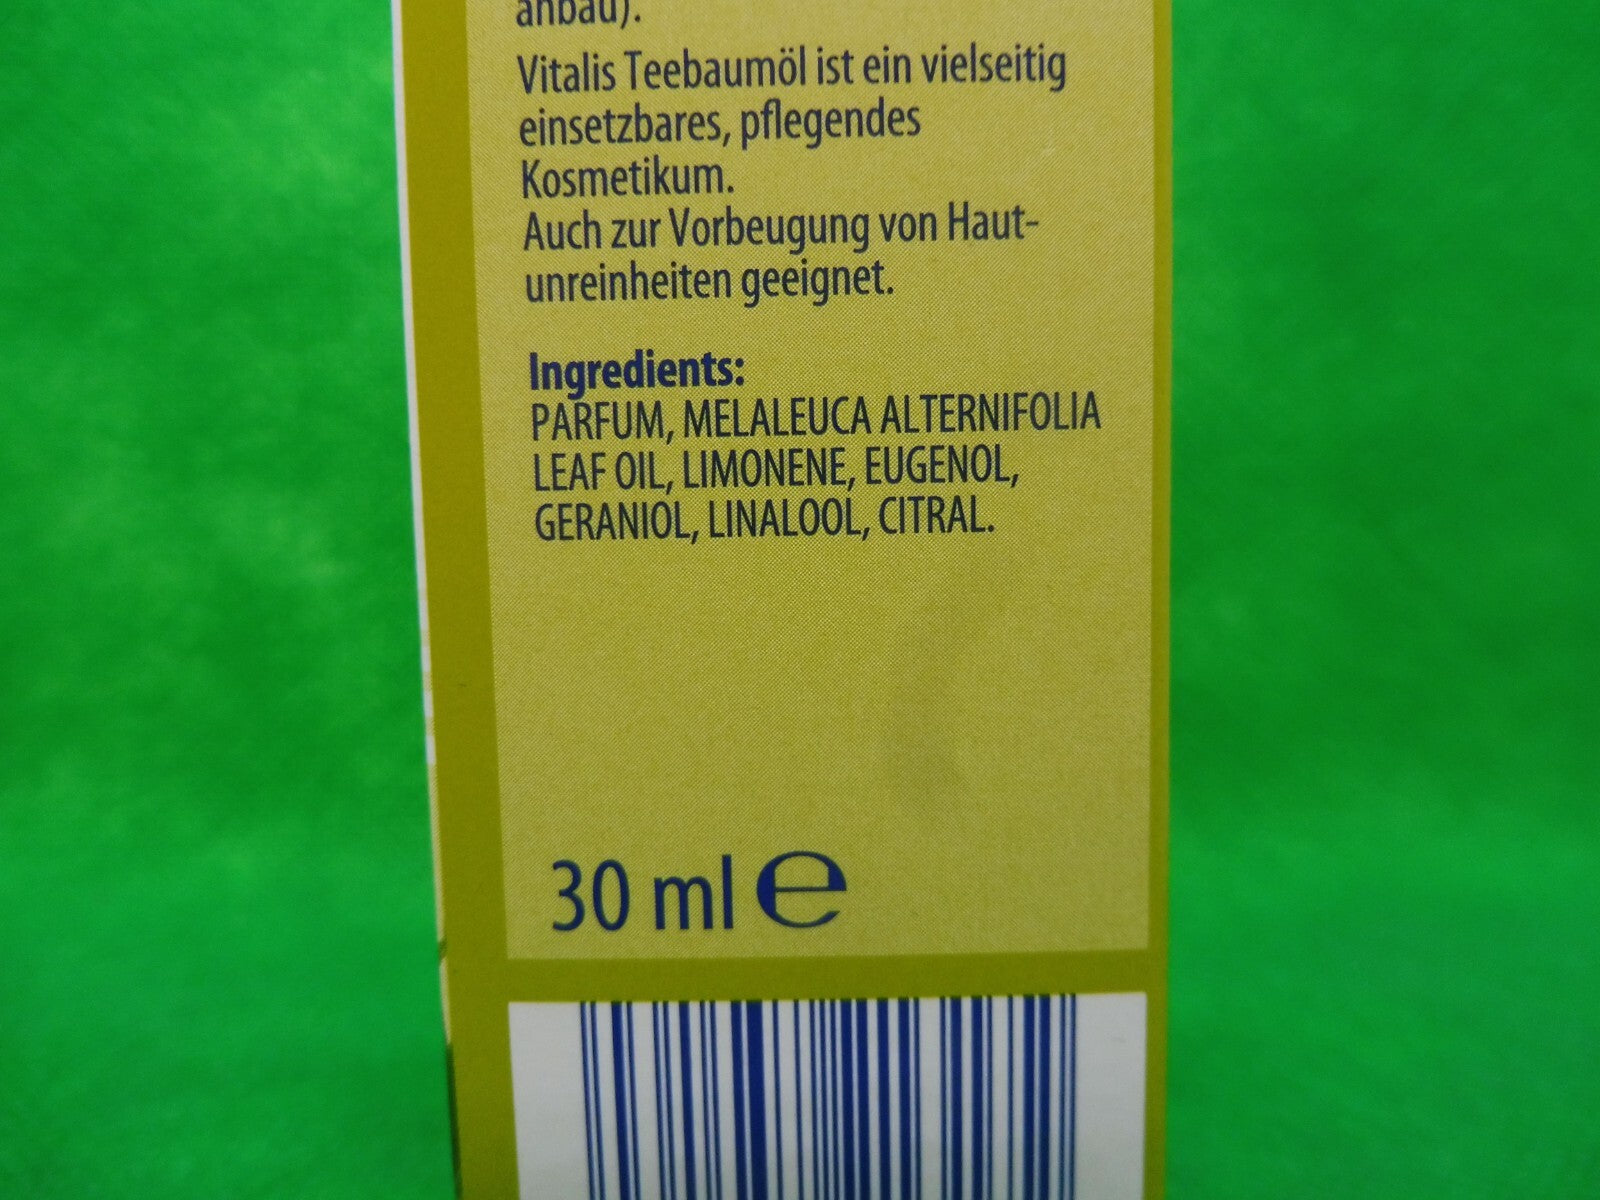 anbau).
Vitalis Teebaumöl ist ein vielseitig
einsetzbares, pflegendes
Kosmetikum.
Auch zur Vorbeugung von Haut-
unreinheiten geeignet.
Ingredients:
PARFUM, MELALEUCA ALTERNIFOLIA
LEAF OIL, LIMONENE, EUGENOL,
GERANIOL, LINALOOL, CITRAL.
30 ml e